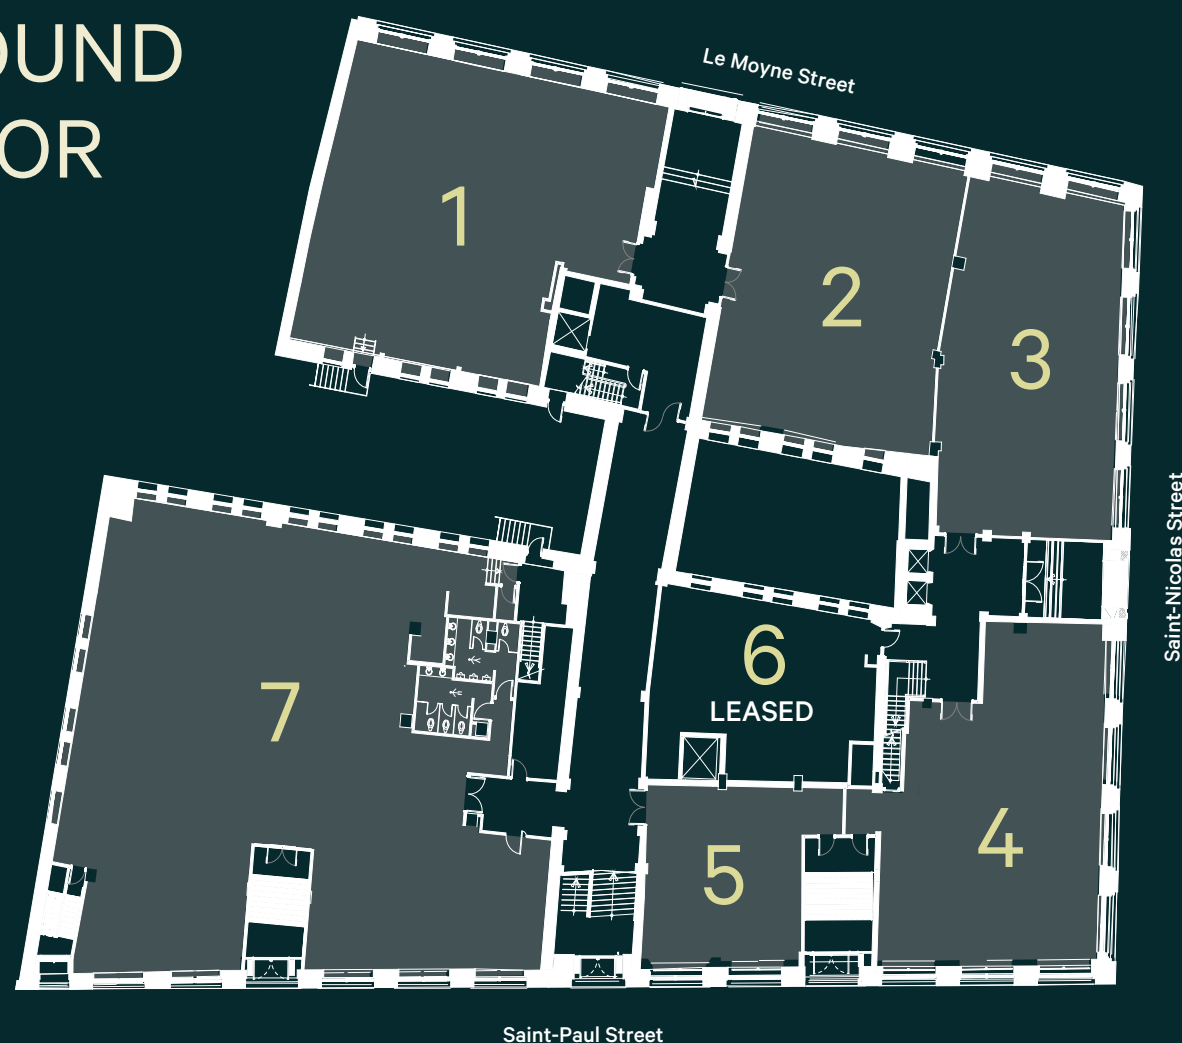 OUND
OR
Le Moyne Street
1
2
3
Saint-Nicolas Street
6
LEASED
7
4
5
Saint-Paul Street